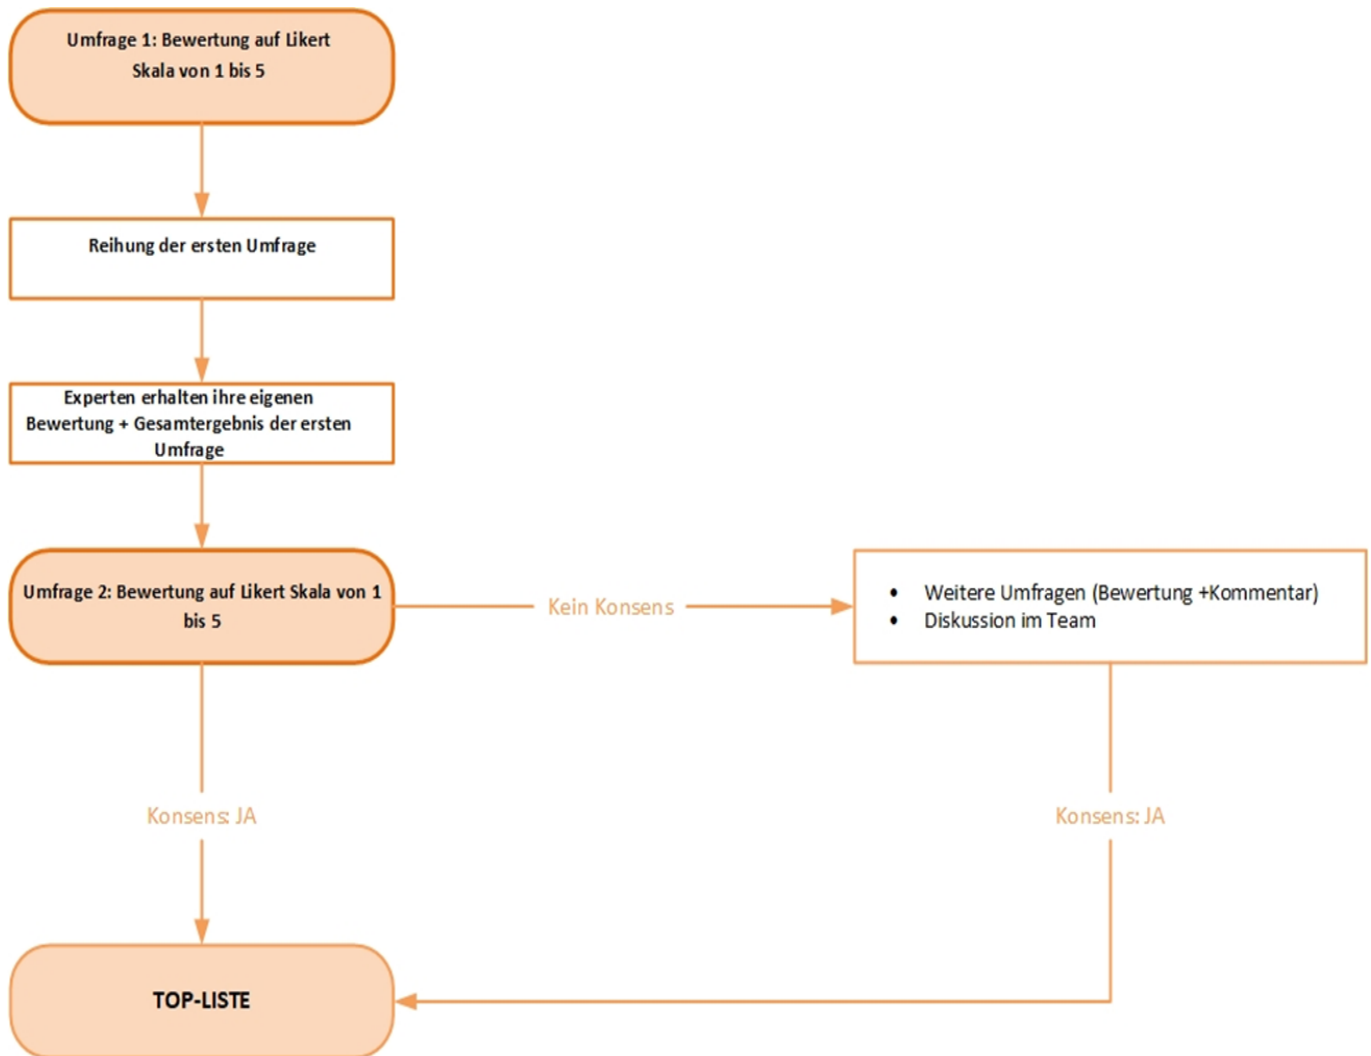 Umfrage 1: Bewertung auf Likert
Skala von 1 bis 5
Reihung der ersten Umfrage
Experten erhalten ihre eigenen
Bewertung + Gesamtergebnis der ersten
Umfrage
Umfrage 2: Bewertung auf Likert Skala von 1
bis 5
Kein Konsens
• Weitere Umfragen (Bewertung +Kommentar)
• Diskussion im Team
Konsens: JA
Konsens: JA
TOP-LISTE